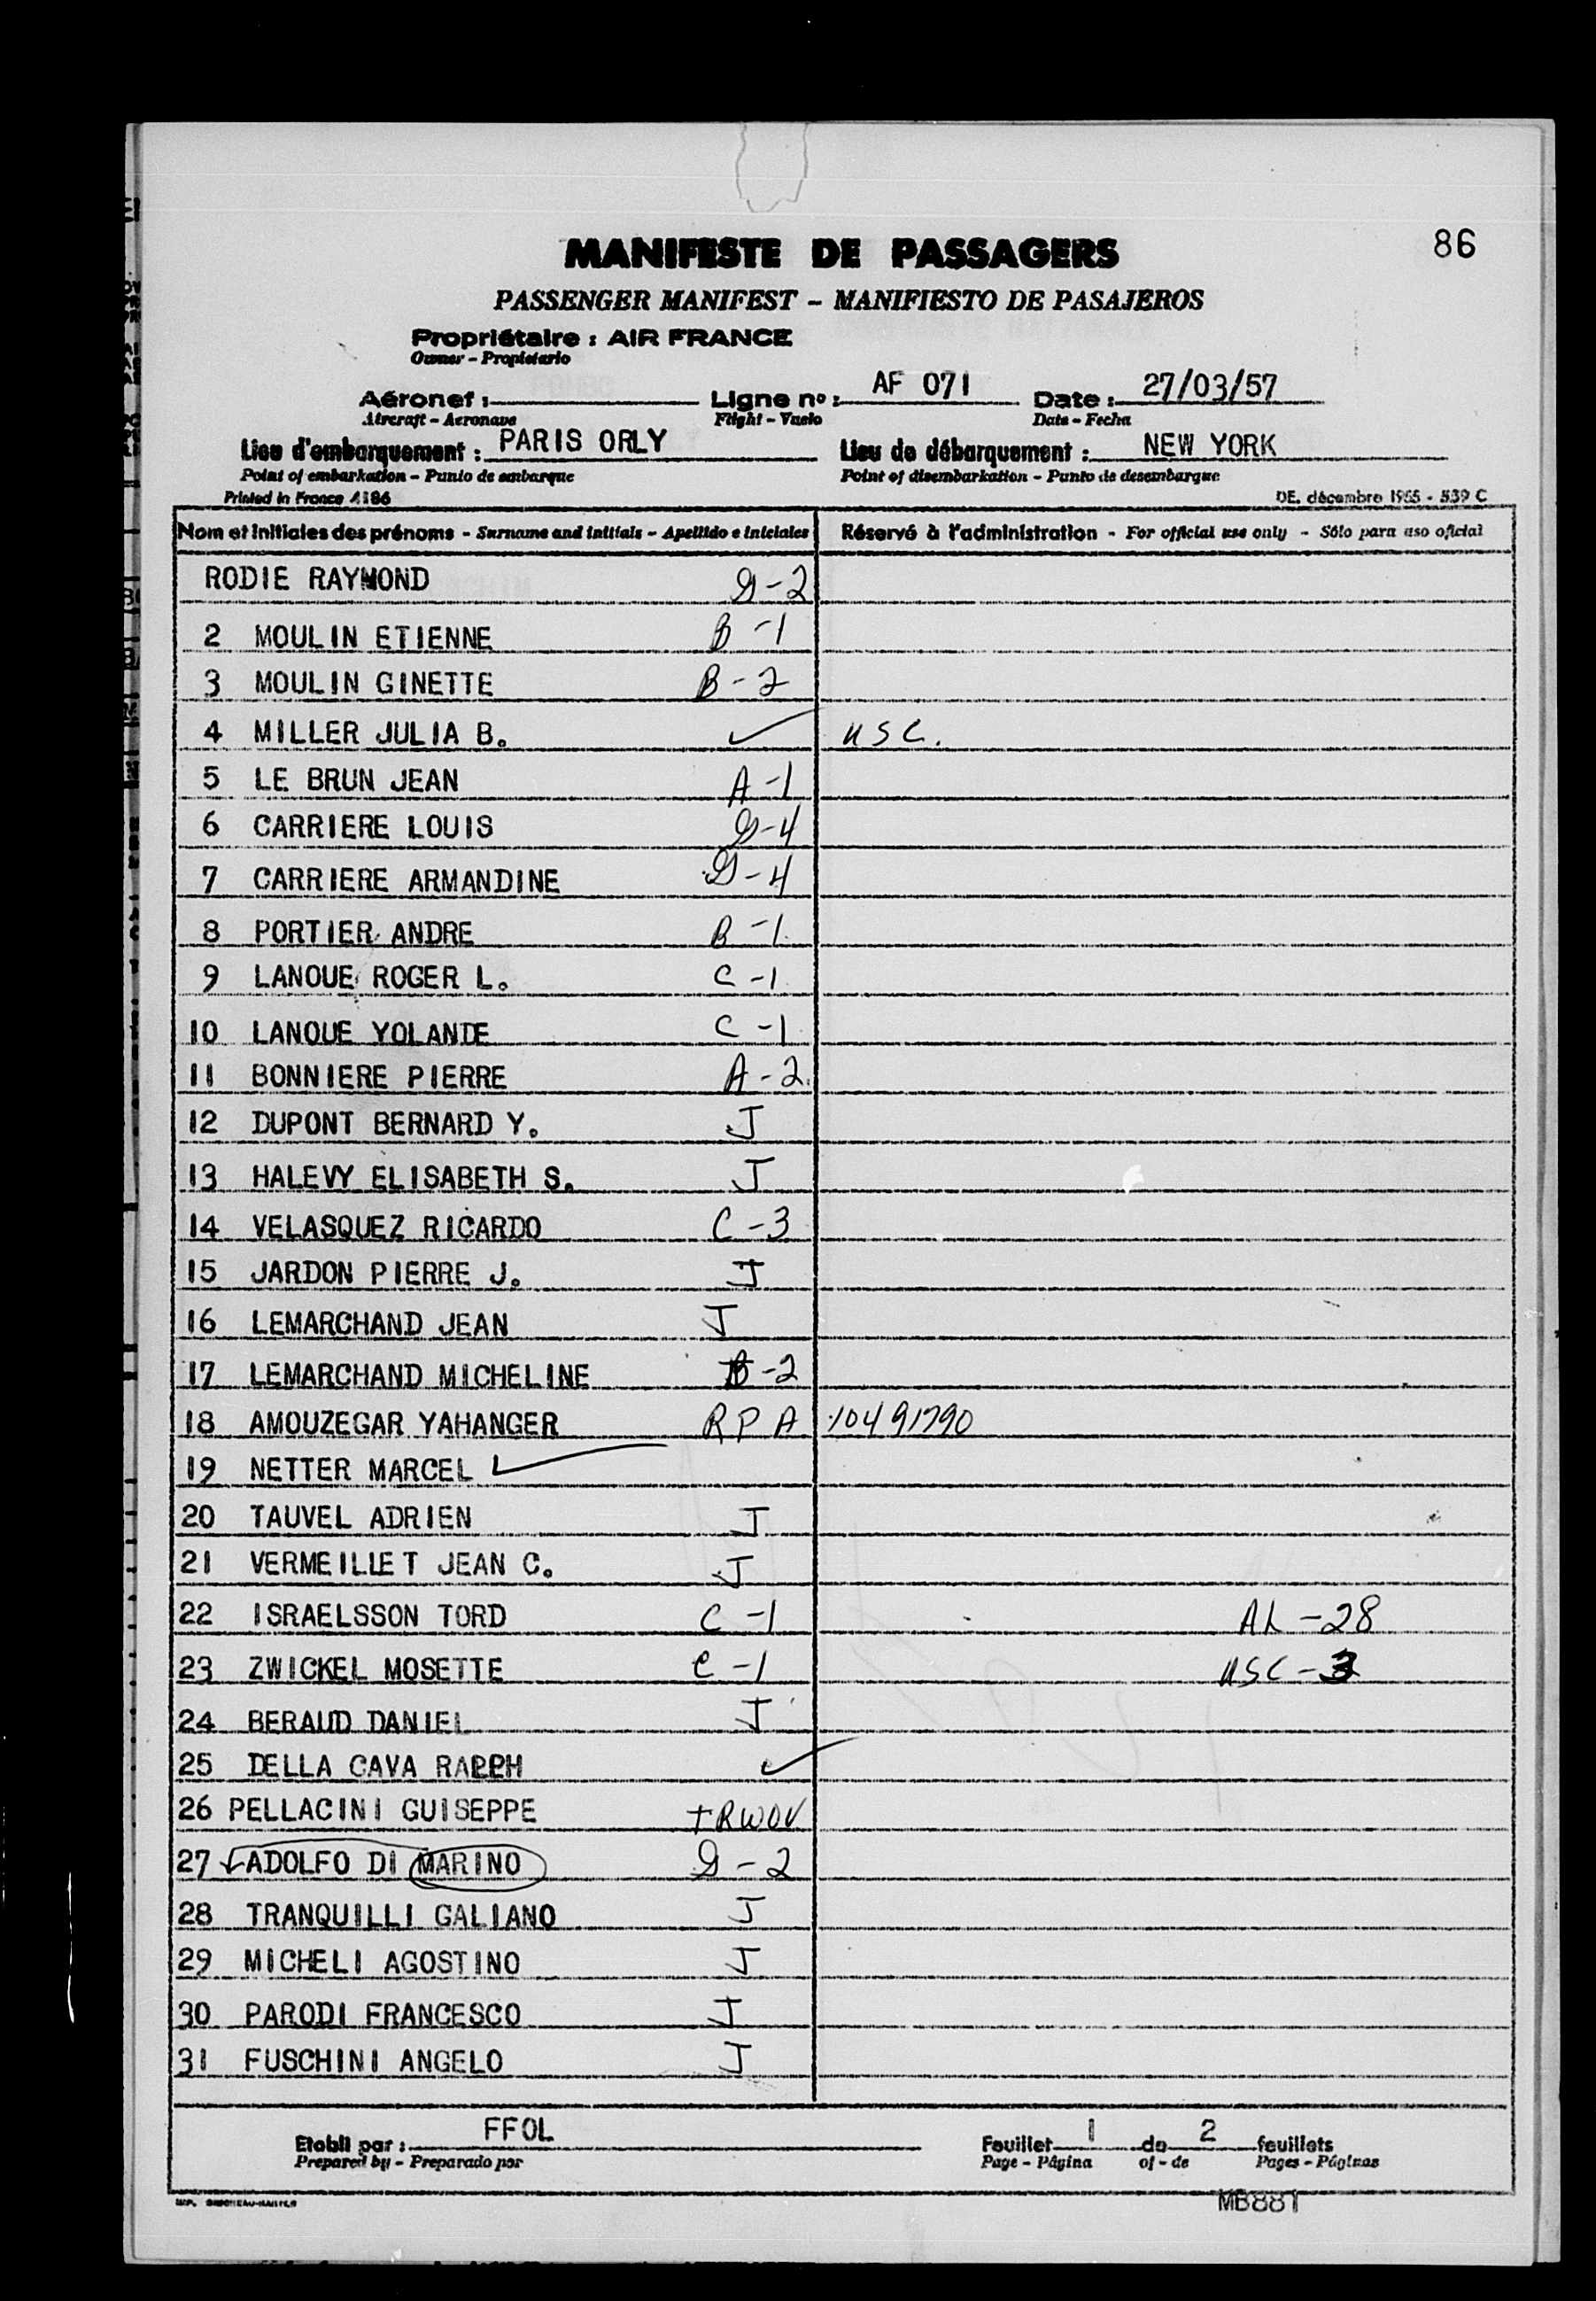 86
MANIFESTE DE PASSAGERS
PASSENGER MANIFEST – MANIFIESTO DE PASAJEROS
Propriétaire : AIR FRANCE
Owner – Propietario
Aéronef : Ligne nº : AF 071 Date : 27/03/57
Aircraft – Aeronave Flight – Vuelo Date – Fecha
Lieu d'embarquement : PARIS ORLY Lieu de débarquement : NEW YORK
Point of embarkation – Punto de embarque Point of disembarkation – Punto de desembarque
Printed in France 4186 DE. décembre 1955 - 539 C
Nom et initiales des prénoms - Surname and initials - Apellido e iniciales Réservé à l'administration - For official use only - Sólo para uso oficial
RODIE RAYMOND G-2
2 MOULIN ETIENNE B-1
3 MOULIN GINETTE B-2
4 MILLER JULIA B. ✓ USC.
5 LE BRUN JEAN A-1
6 CARRIERE LOUIS G-4
7 CARRIERE ARMANDINE G-4
8 PORTIER ANDRE B-1
9 LANOUE ROGER L. C-1
10 LANOUE YOLANDE C-1
11 BONNIERE PIERRE A-2
12 DUPONT BERNARD Y. J
13 HALEVY ELISABETH S. J
14 VELASQUEZ RICARDO C-3
15 JARDON PIERRE J. J
16 LEMARCHAND JEAN J
17 LEMARCHAND MICHELINE B-2
18 AMOUZEGAR YAHANGER RPA 10491790
19 NETTER MARCEL ✓
20 TAUVEL ADRIEN J
21 VERMEILLET JEAN C. J
22 ISRAELSSON TORD C-1 AL-28
23 ZWICKEL MOSETTE C-1 USC-3
24 BERAUD DANIEL J
25 DELLA CAVA RALPH ✓
26 PELLACINI GUISEPPE TRWOV
27 ADOLFO DI MARINO G-2
28 TRANQUILLI GALIANO J
29 MICHELI AGOSTINO J
30 PARODI FRANCESCO J
31 FUSCHINI ANGELO J
Etabli par : FFOL Feuillet 1 de 2 feuillets
Prepared by - Preparado por Page - Página of - de Pages - Páginas
MB881